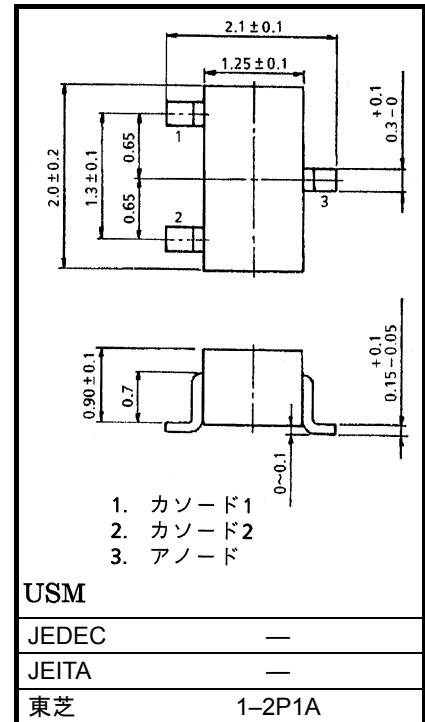 2.1±0.1
1.25±0.1
+0.1
0.3-0
2.0±0.2
1.3±0.1
0.65
0.65
1
2
3
0.90±0.1
0.7
+0.1
0.15-0.05
0~0.1
1. カソード1
2. カソード2
3. アノード
USM
JEDEC —
JEITA —
東芝 1–2P1A